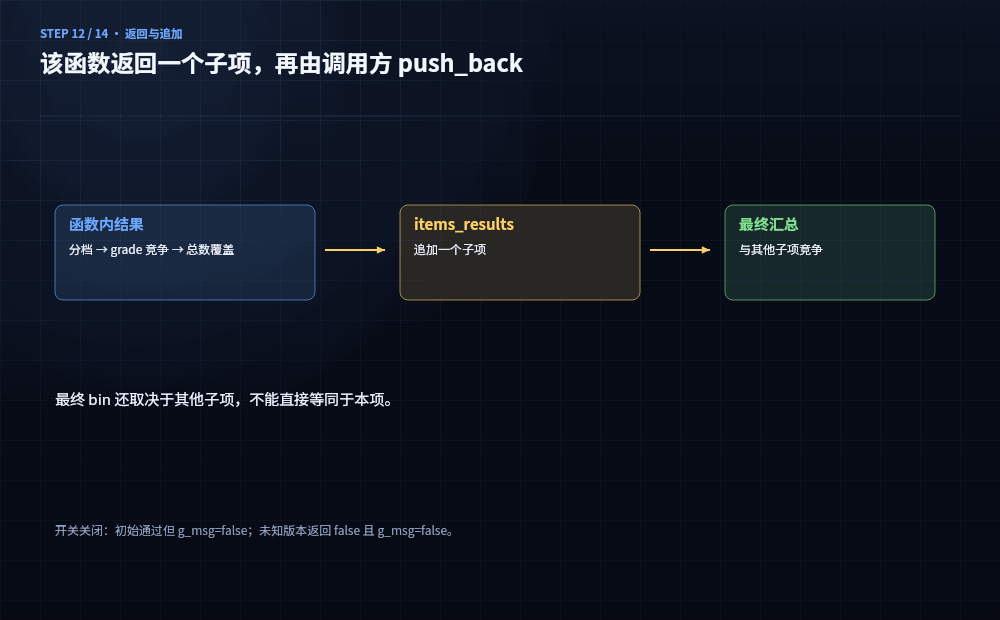 STEP 12 / 14 · 返回与追加
该函数返回一个子项，再由调用方 push_back
函数内结果
分档 → grade 竞争 → 总数覆盖
items_results
追加一个子项
最终汇总
与其他子项竞争
最终 bin 还取决于其他子项，不能直接等同于本项。
开关关闭：初始通过但 g_msg=false；未知版本返回 false 且 g_msg=false。